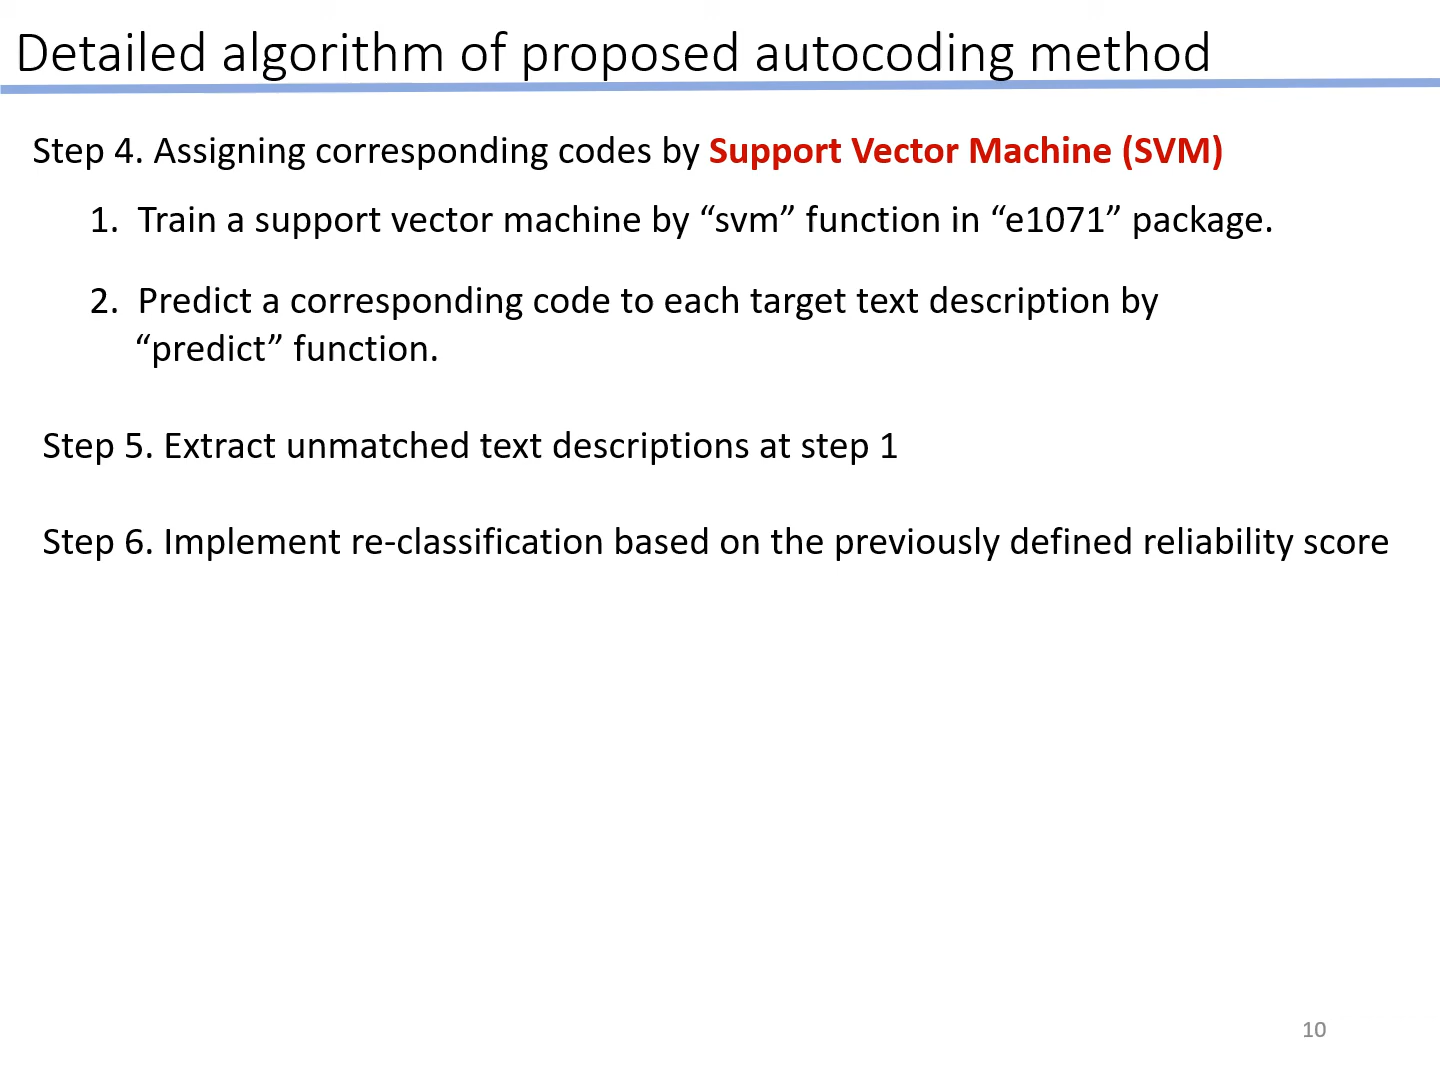 Detailed algorithm of proposed autocoding method
Step 4. Assigning corresponding codes by Support Vector Machine (SVM)
1. Train a support vector machine by “svm” function in “e1071” package.
2. Predict a corresponding code to each target text description by
“predict” function.
Step 5. Extract unmatched text descriptions at step 1
Step 6. Implement re-classification based on the previously defined reliability score
10